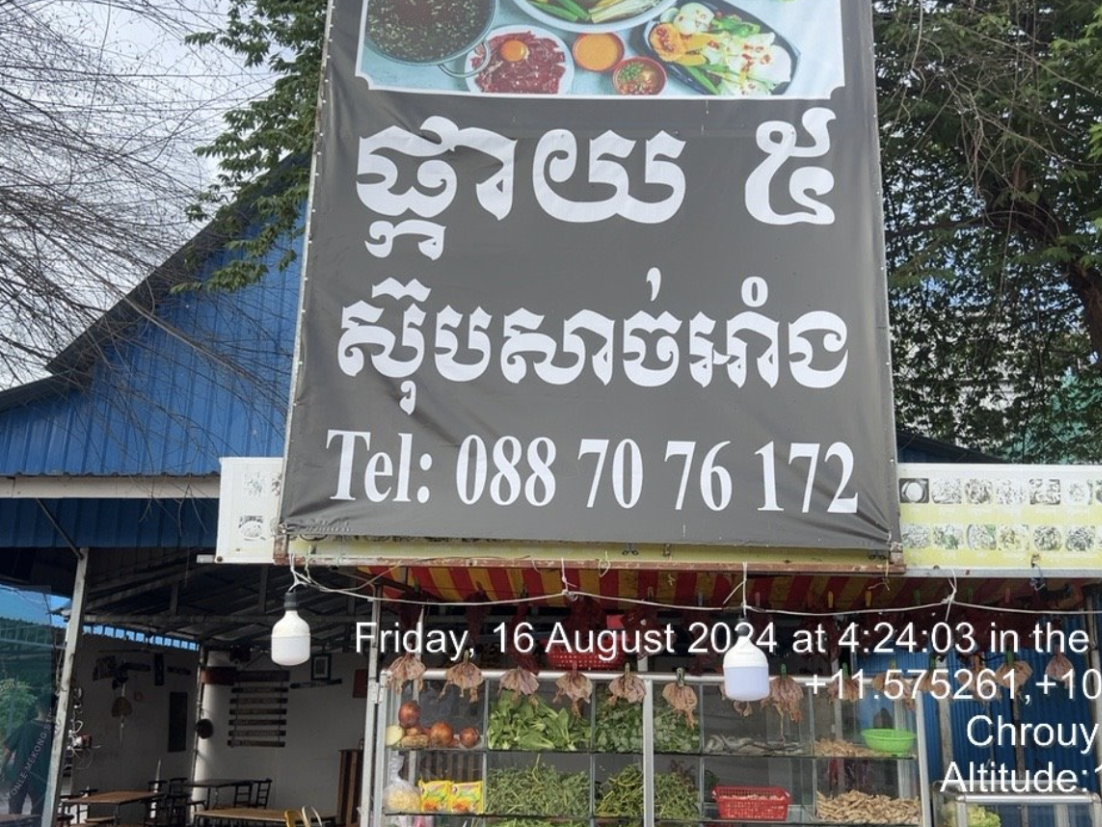 ផ្កាយ ៥
ស៊ុបសាច់អាំង
Tel: 088 70 76 172
Friday, 16 August 2024 at 4:24:03 in the
+11.575261,+10
Chrouy
Altitude:1